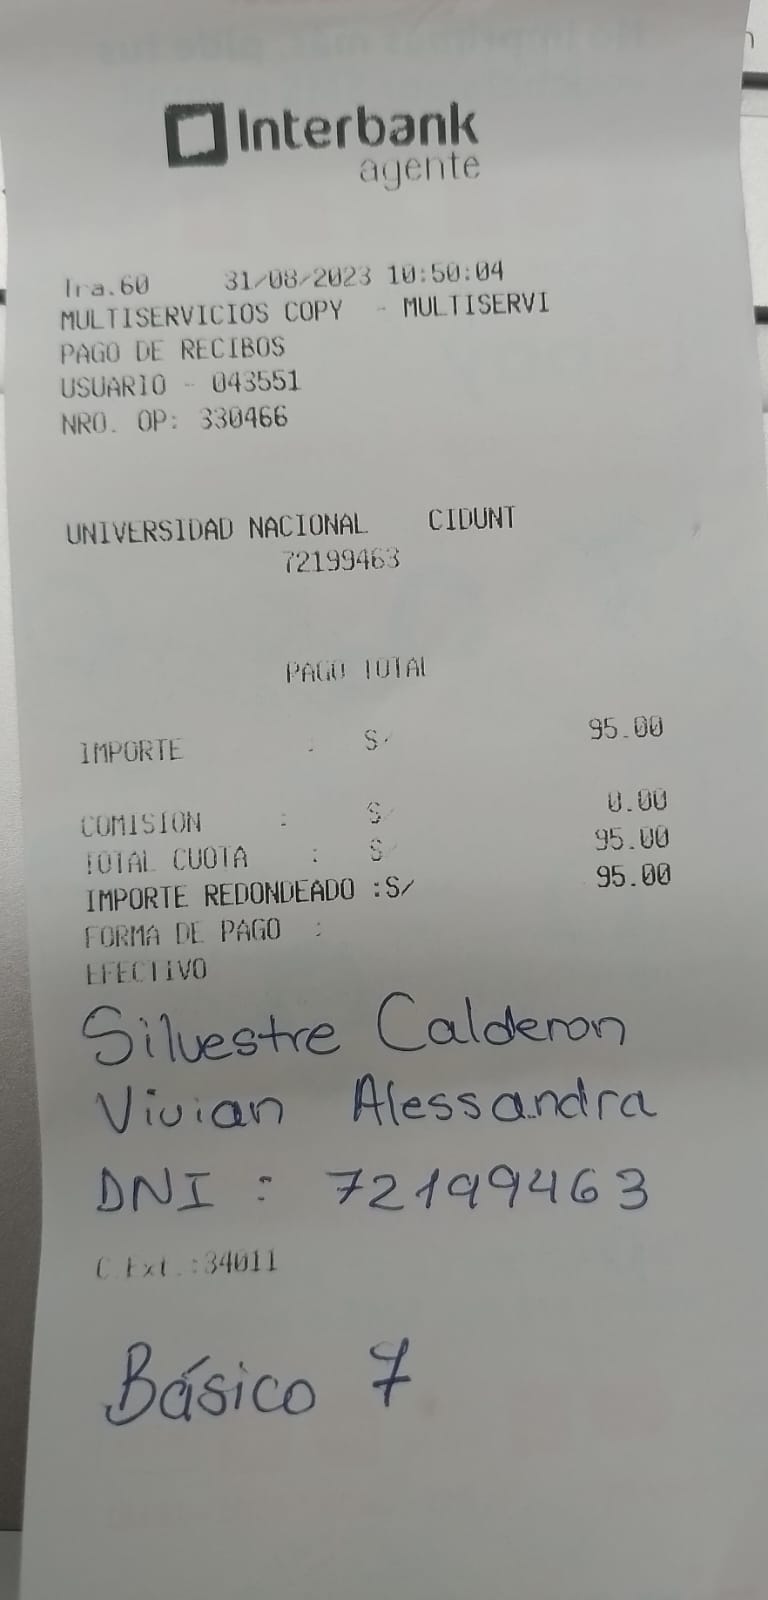 Interbank
agente
Tra.60 31/08/2023 10:50:04
MULTISERVICIOS COPY - MULTISERVI
PAGO DE RECIBOS
USUARIO - 043551
NRO. OP: 330466
UNIVERSIDAD NACIONAL CIDUNT
72199463
PAGO TOTAL
IMPORTE : S/ 95.00
COMISION : S/ 0.00
TOTAL CUOTA : S/ 95.00
IMPORTE REDONDEADO :S/ 95.00
FORMA DE PAGO :
EFECTIVO
Silvestre Calderon
Vivian Alessandra
DNI : 72199463
C.Ext.:34011
Básico 7